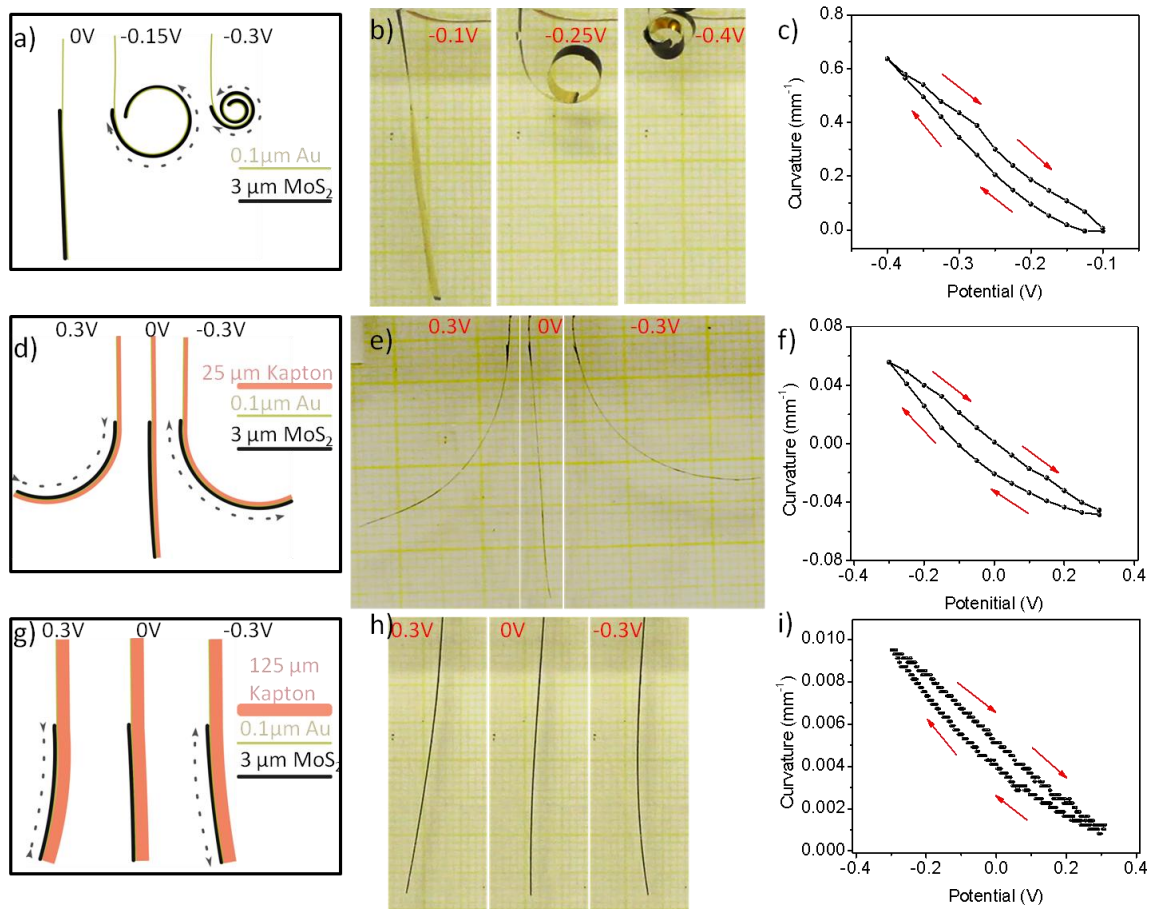 a) 0V -0.15V -0.3V
0.1µm Au
3 µm MoS₂
b) -0.1V -0.25V -0.4V
c)
Curvature (mm⁻¹)
0.8
0.6
0.4
0.2
0.0
-0.4 -0.3 -0.2 -0.1
Potential (V)
d) 0.3V 0V -0.3V
25 µm Kapton
0.1µm Au
3 µm MoS₂
e) 0.3V 0V -0.3V
f)
Curvature (mm⁻¹)
0.08
0.04
0.00
-0.04
-0.08
-0.4 -0.2 0.0 0.2 0.4
Potenitial (V)
g) 0.3V 0V -0.3V
125 µm
Kapton
0.1µm Au
3 µm MoS₂
h) 0.3V 0V -0.3V
i)
Curvature (mm⁻¹)
0.010
0.008
0.006
0.004
0.002
0.000
-0.4 -0.2 0.0 0.2 0.4
Potential (V)